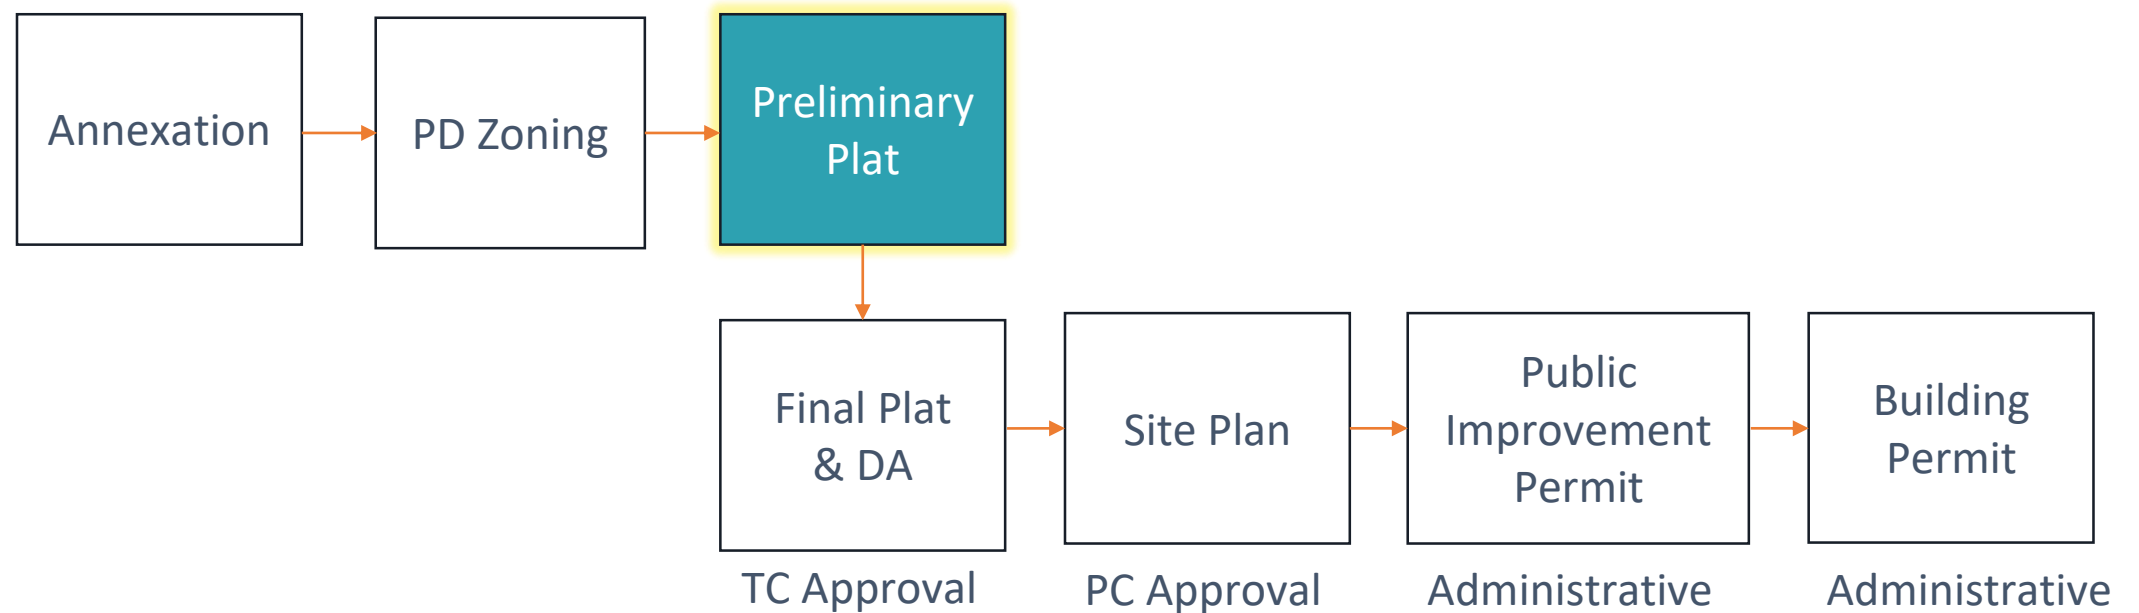 Annexation
PD Zoning
Preliminary
Plat
Final Plat
& DA
TC Approval
Site Plan
PC Approval
Public
Improvement
Permit
Administrative
Building
Permit
Administrative